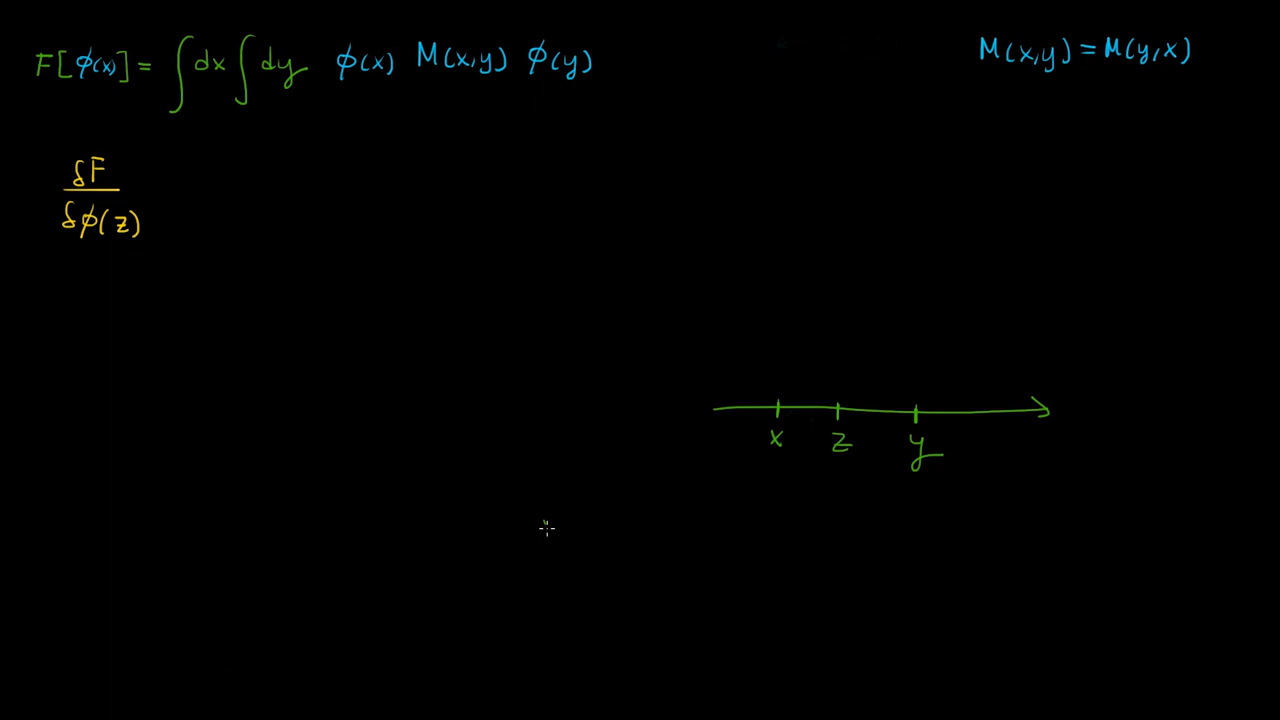 F[ϕ(x)] = ∫dx ∫dy ϕ(x) M(x,y) ϕ(y)
M(x,y) = M(y,x)
δF
δϕ(z)
x z y